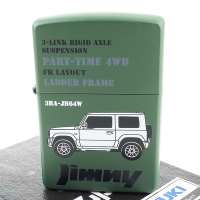 3-LINK RIGID AXLE
SUSPENSION
PART-TIME 4WD
FR LAYOUT
LADDER FRAME
3BA-JB64W
Jimny